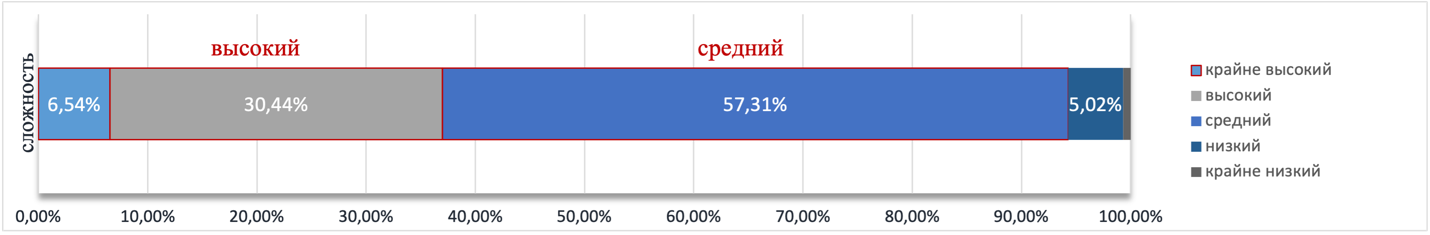 высокий средний
сложность
6,54% 30,44% 57,31% 5,02%
0,00% 10,00% 20,00% 30,00% 40,00% 50,00% 60,00% 70,00% 80,00% 90,00% 100,00%
крайне высокий
высокий
средний
низкий
крайне низкий